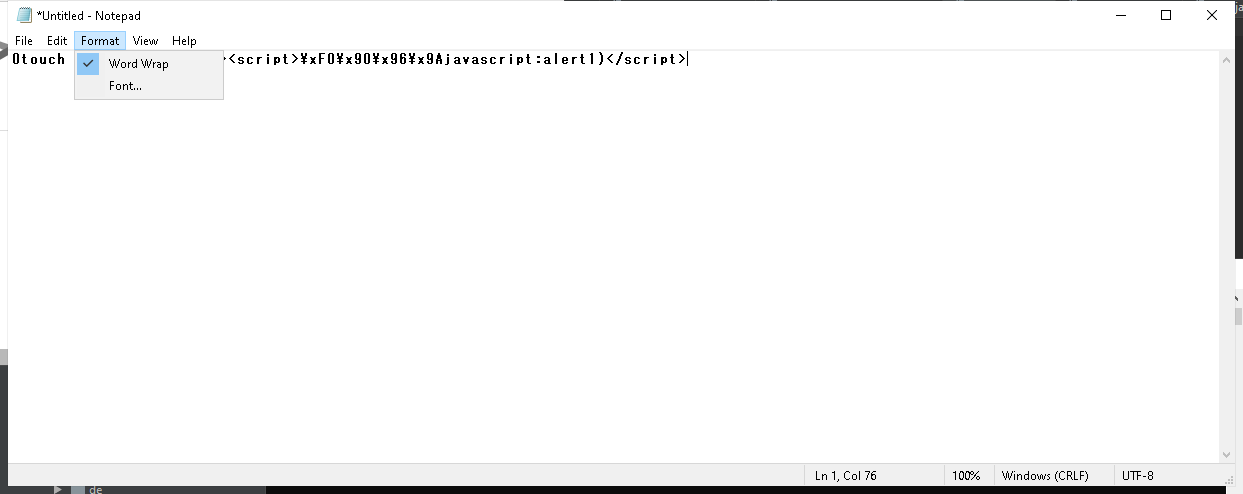 *Untitled - Notepad
File Edit Format View Help
0touch <script>¥xF0¥x90¥x96¥x9Ajavascript:alert1)</script>
Word Wrap
Font...
Ln 1, Col 76 100% Windows (CRLF) UTF-8
de